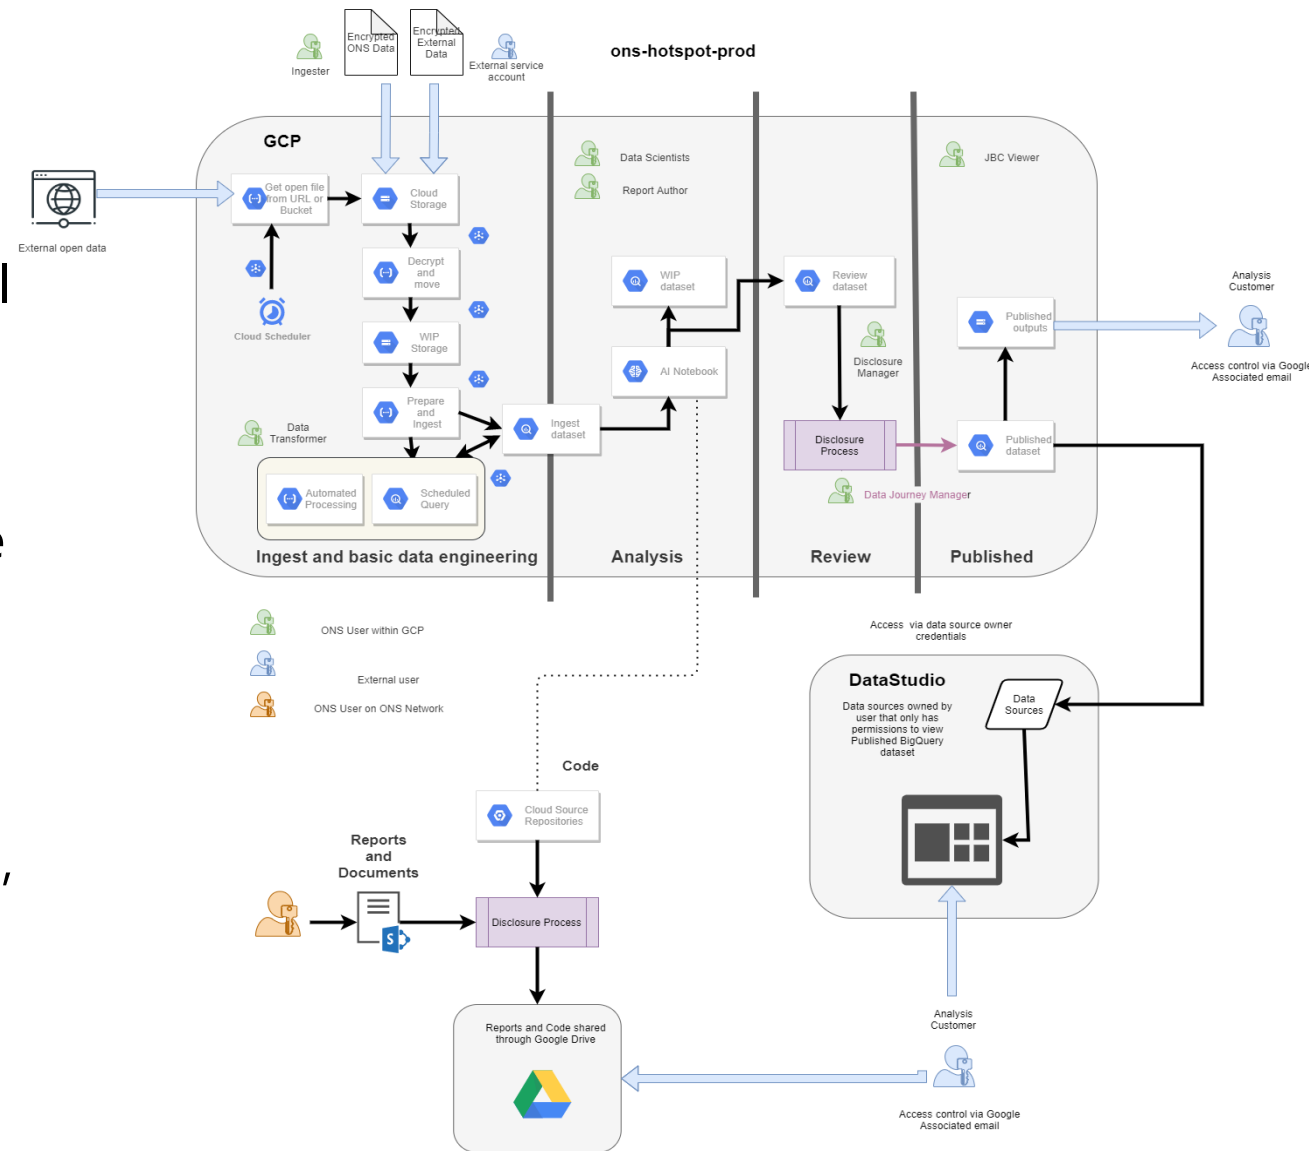 ons-hotspot-prod
Encrypted
ONS Data
Encrypted
External
Data
Ingester
External service
account
GCP
Data Scientists
Report Author
JBC Viewer
Get open file
from URL or
Bucket
Cloud
Storage
External open data
Decrypt
and
move
WIP
dataset
Review
dataset
Analysis
Customer
Cloud Scheduler
WIP
Storage
Published
outputs
Disclosure
Manager
AI Notebook
Access control via Google
Associated email
Prepare
and
Ingest
Data
Transformer
Ingest
dataset
Disclosure
Process
Published
dataset
Automated
Processing
Scheduled
Query
Data Journey Manager
Ingest and basic data engineering
Analysis
Review
Published
l
e
,
ONS User within GCP
External user
ONS User on ONS Network
Access via data source owner
credentials
DataStudio
Data sources owned by
user that only has
permissions to view
Published BigQuery
dataset
Data
Sources
Code
Cloud Source
Repositories
Reports
and
Documents
S
Disclosure Process
Reports and Code shared
through Google Drive
Analysis
Customer
Access control via Google
Associated email